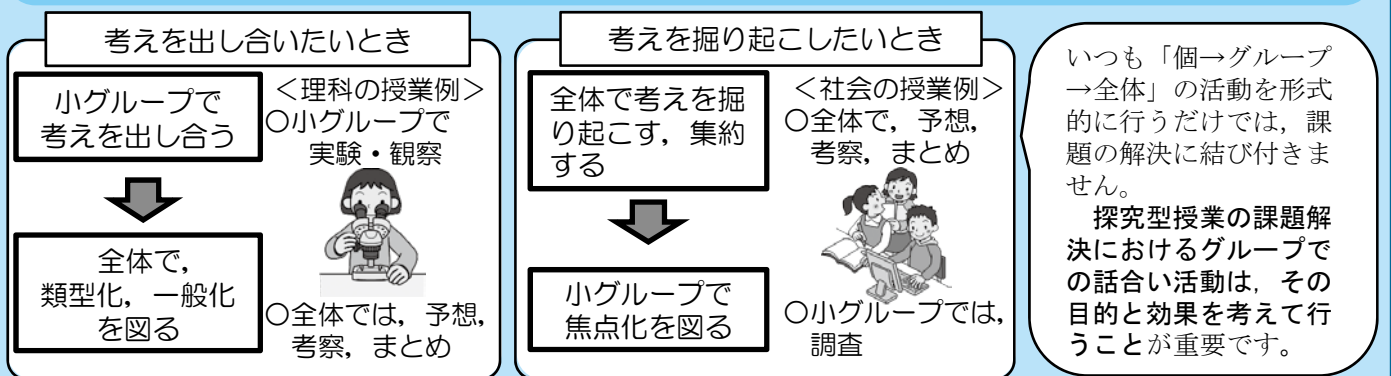 考えを出し合いたいとき
小グループで
考えを出し合う
全体で，
類型化，一般化
を図る
＜理科の授業例＞
○小グループで
実験・観察
○全体では，予想，
考察，まとめ
考えを掘り起こしたいとき
全体で考えを掘
り起こす，集約
する
小グループで
焦点化を図る
＜社会の授業例＞
○全体で，予想，
考察，まとめ
○小グループでは，
調査
いつも「個→グループ
→全体」の活動を形式
的に行うだけでは，課
題の解決に結び付きま
せん。
探究型授業の課題解
決におけるグループで
の話合い活動は，その
目的と効果を考えて行
うことが重要です。